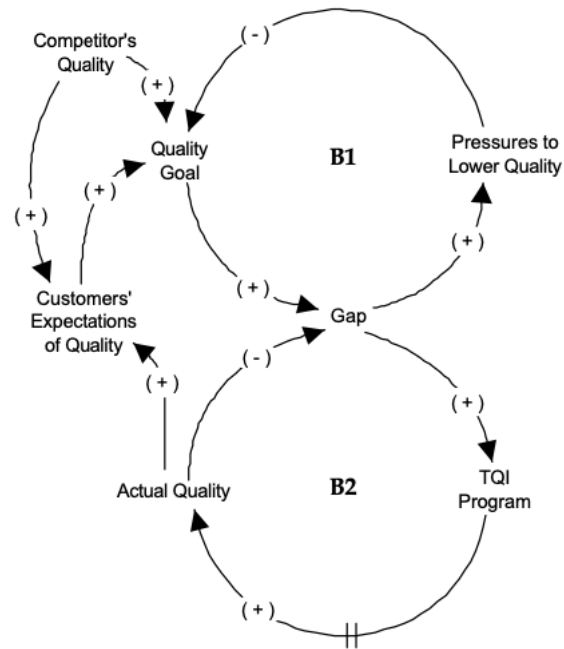 Competitor's
Quality
( - )
( + )
Quality
Goal
B1
Pressures to
Lower Quality
( + )
( + )
( + )
( + )
Customers'
Expectations
of Quality
Gap
( - )
( + )
( + )
Actual Quality
B2
TQI
Program
( + )